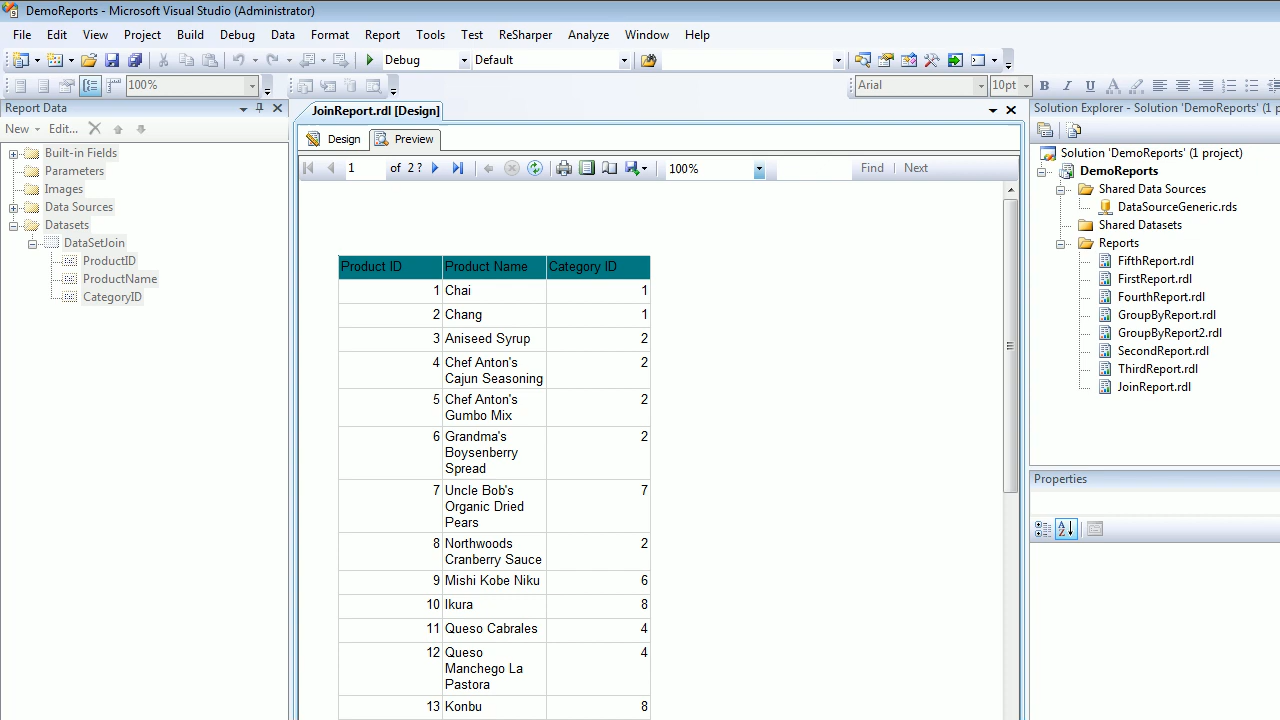 DemoReports - Microsoft Visual Studio (Administrator)
File Edit View Project Build Debug Data Format Report Tools Test ReSharper Analyze Window Help
Debug Default
100% Arial 10pt B I U
Report Data
New Edit...
Built-in Fields
Parameters
Images
Data Sources
Datasets
DataSetJoin
ProductID
ProductName
CategoryID
JoinReport.rdl [Design]
Design Preview
1 of 2 ? 100% Find Next
Product ID Product Name Category ID
1 Chai 1
2 Chang 1
3 Aniseed Syrup 2
4 Chef Anton's 2
Cajun Seasoning
5 Chef Anton's 2
Gumbo Mix
6 Grandma's 2
Boysenberry
Spread
7 Uncle Bob's 7
Organic Dried
Pears
8 Northwoods 2
Cranberry Sauce
9 Mishi Kobe Niku 6
10 Ikura 8
11 Queso Cabrales 4
12 Queso 4
Manchego La
Pastora
13 Konbu 8
Solution Explorer - Solution 'DemoReports' (1 p
Solution 'DemoReports' (1 project)
DemoReports
Shared Data Sources
DataSourceGeneric.rds
Shared Datasets
Reports
FifthReport.rdl
FirstReport.rdl
FourthReport.rdl
GroupByReport.rdl
GroupByReport2.rdl
SecondReport.rdl
ThirdReport.rdl
JoinReport.rdl
Properties